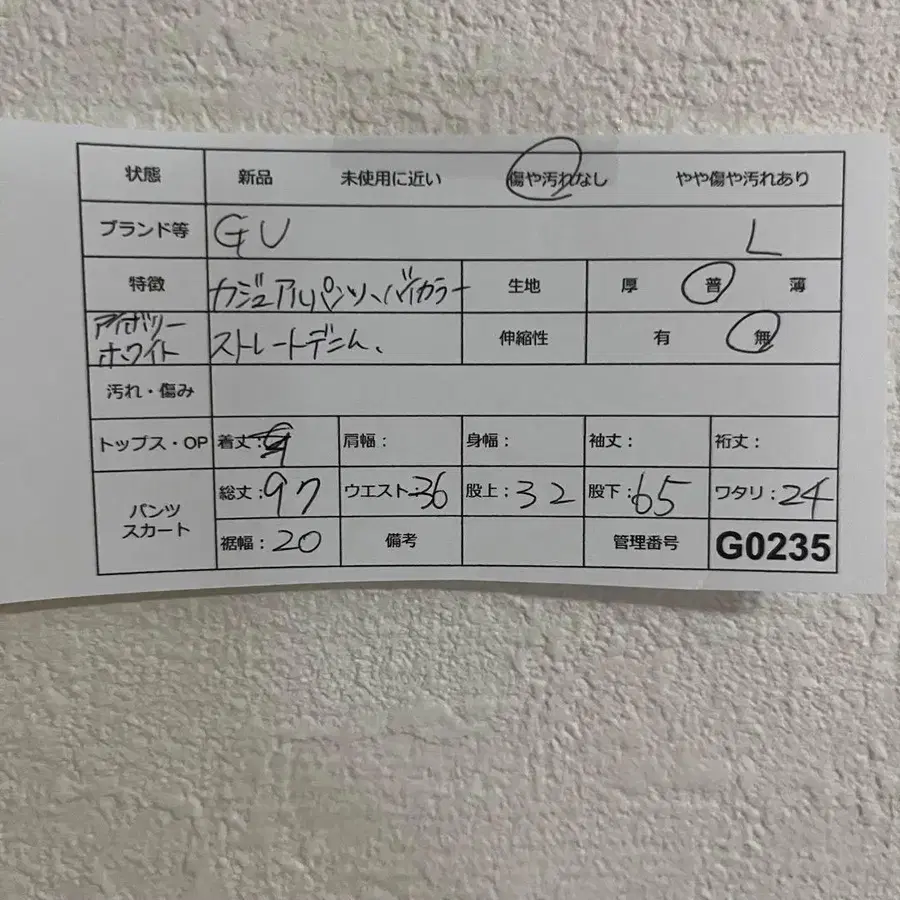 状態 新品 未使用に近い 傷や汚れなし やや傷や汚れあり
ブランド等 GU L
特徴 カジュアルパンツ、バイカラー 生地 厚 普 薄
アイボリーホワイト ストレートデニム、 伸縮性 有 無
汚れ・傷み
トップス・OP 着丈: 肩幅: 身幅: 袖丈: 裄丈:
パンツ スカート 総丈:97 ウエスト:36 股上:32 股下:65 ワタリ:24
裾幅:20 備考 管理番号 G0235